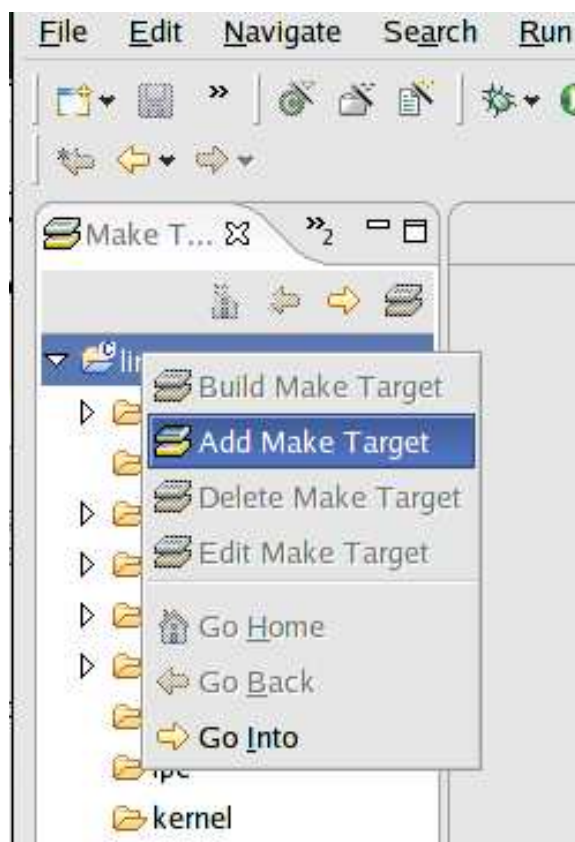 File Edit Navigate Search Run
Make T... 2
Build Make Target
Add Make Target
Delete Make Target
Edit Make Target
Go Home
Go Back
Go Into
kernel